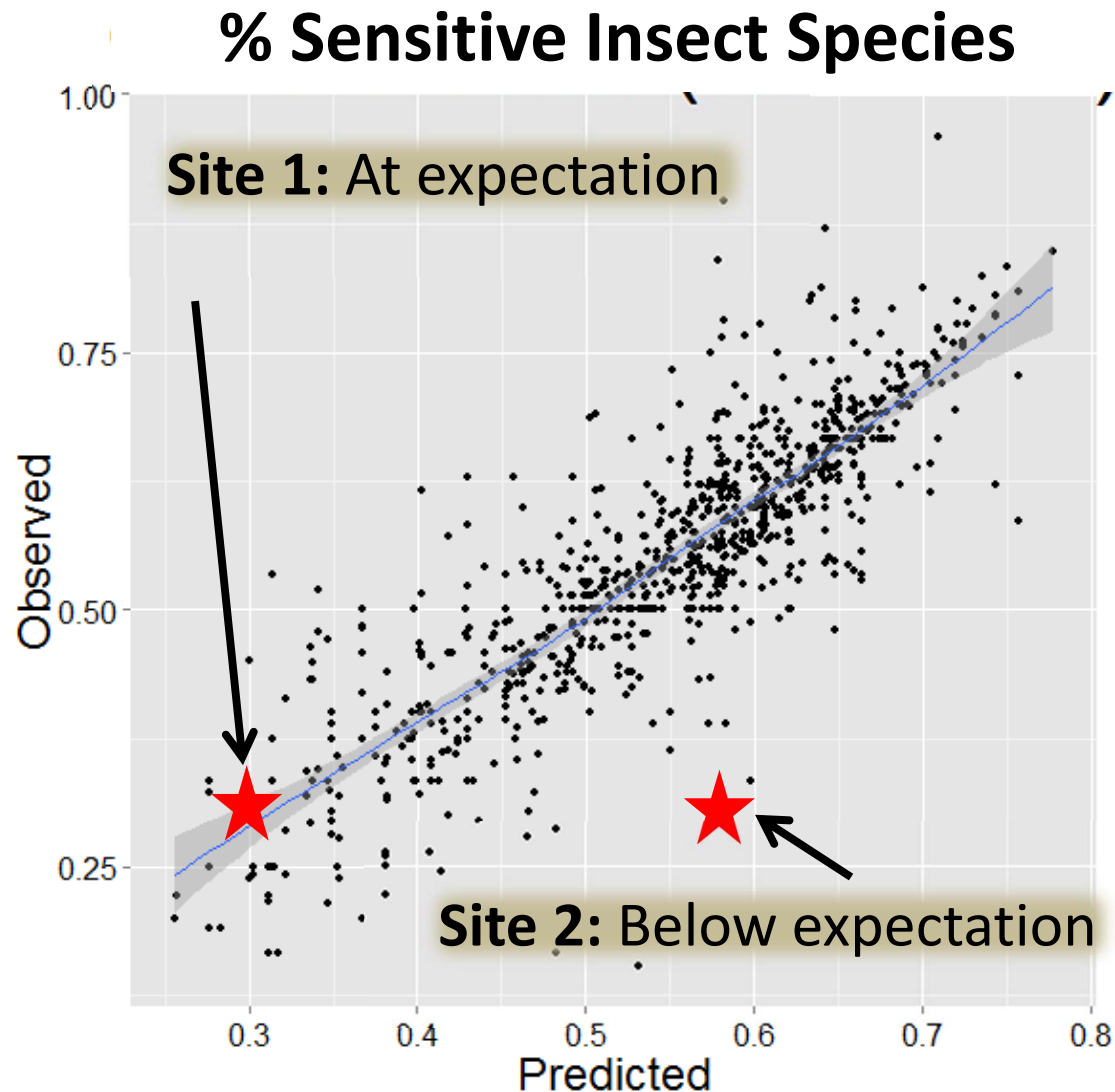 % Sensitive Insect Species
1.00
Site 1: At expectation
0.75
Observed
0.50
0.25
Site 2: Below expectation
0.3 0.4 0.5 0.6 0.7 0.8
Predicted